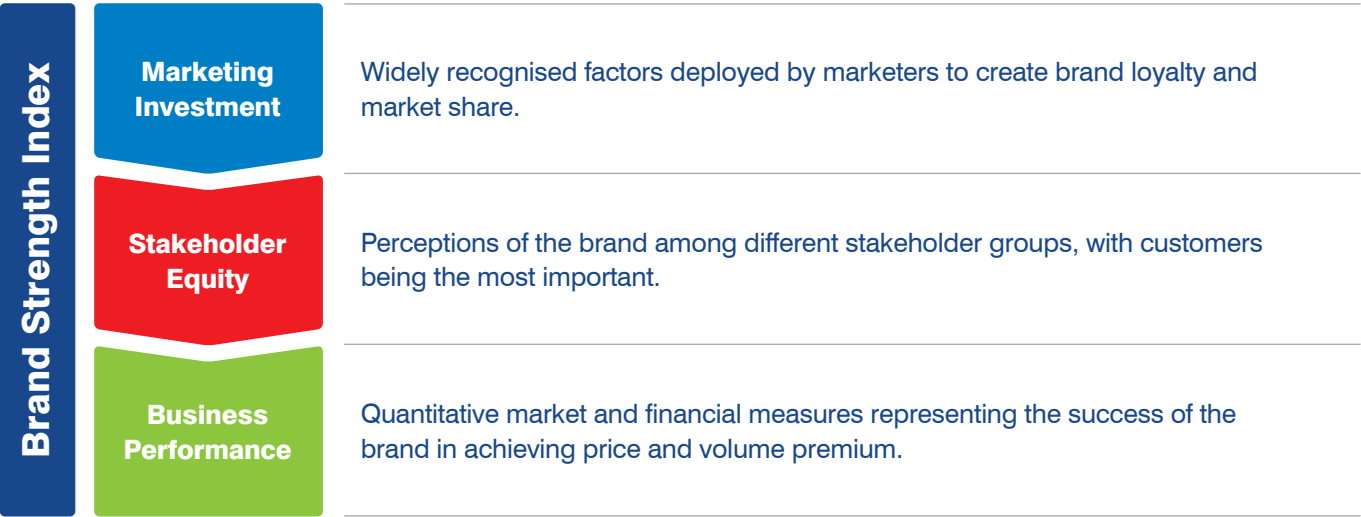 Brand Strength Index
Marketing
Investment
Widely recognised factors deployed by marketers to create brand loyalty and
market share.
Stakeholder
Equity
Perceptions of the brand among different stakeholder groups, with customers
being the most important.
Business
Performance
Quantitative market and financial measures representing the success of the
brand in achieving price and volume premium.